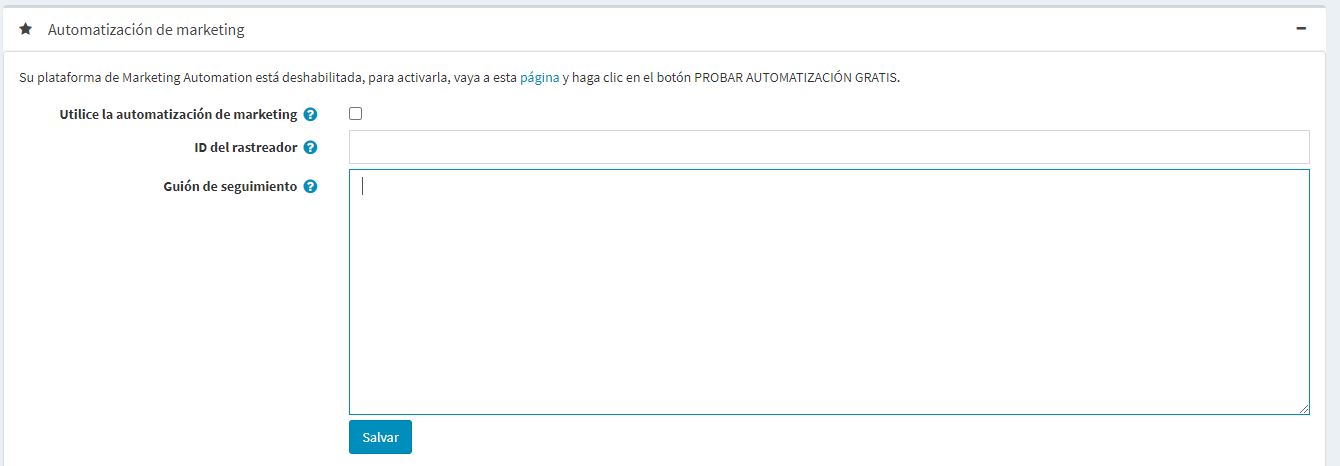 Automatización de marketing
Su plataforma de Marketing Automation está deshabilitada, para activarla, vaya a esta página y haga clic en el botón PROBAR AUTOMATIZACIÓN GRATIS.
Utilice la automatización de marketing ?
ID del rastreador ?
Guión de seguimiento ?
Salvar